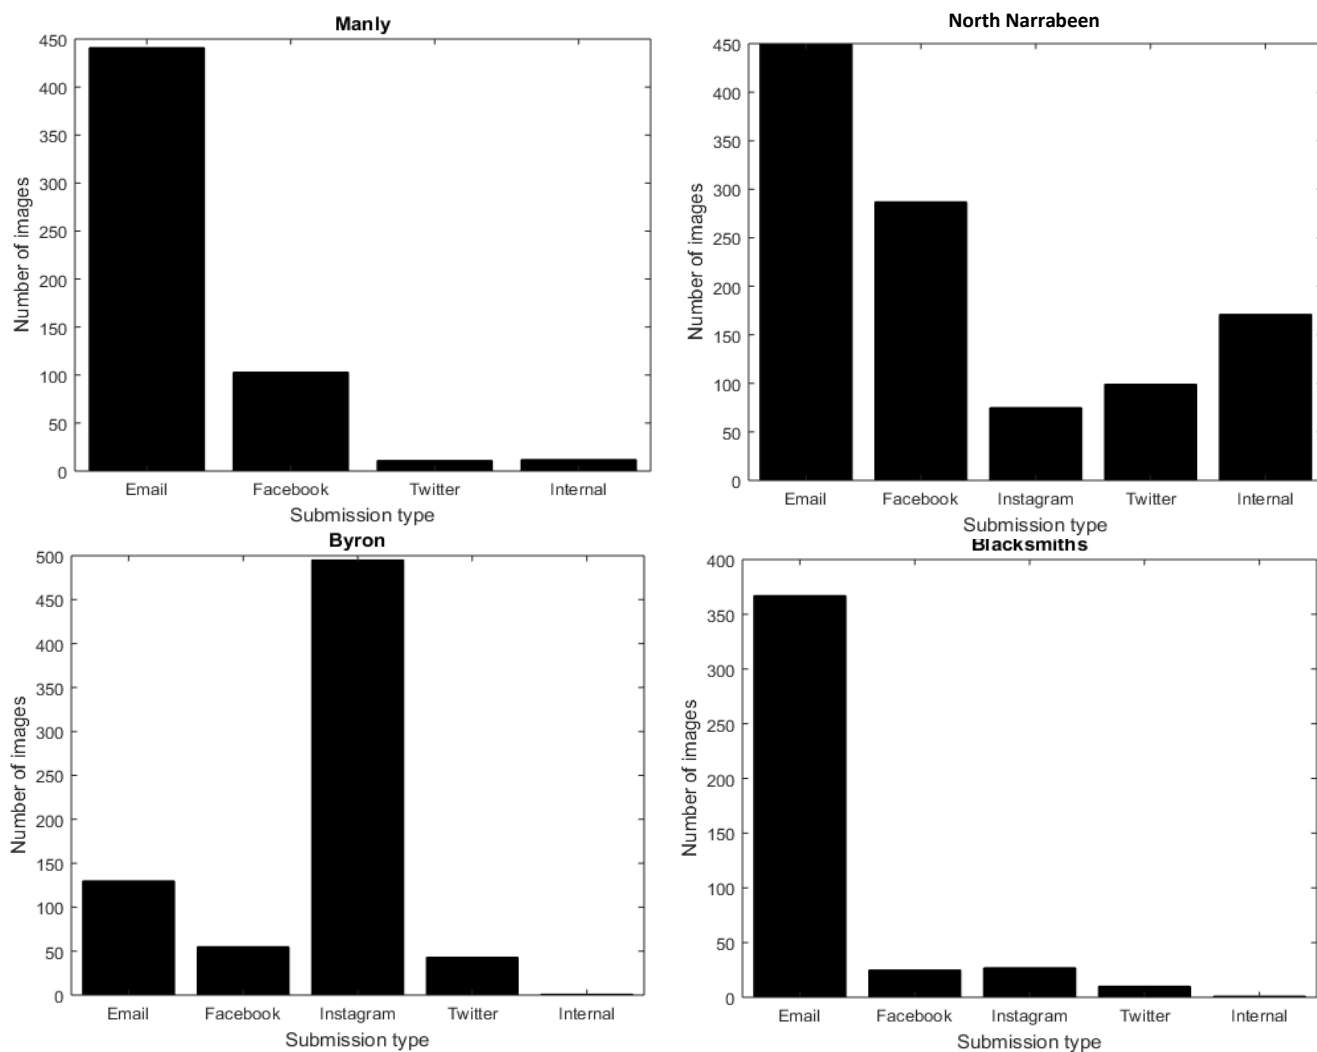 Manly
450
400
350
300
250
200
150
100
50
0
Number of images
Email Facebook Twitter Internal
Submission type
North Narrabeen
450
400
350
300
250
200
150
100
50
0
Number of images
Email Facebook Instagram Twitter Internal
Submission type
Byron
500
450
400
350
300
250
200
150
100
50
0
Number of images
Email Facebook Instagram Twitter Internal
Submission type
Blacksmiths
400
350
300
250
200
150
100
50
0
Number of images
Email Facebook Instagram Twitter Internal
Submission type